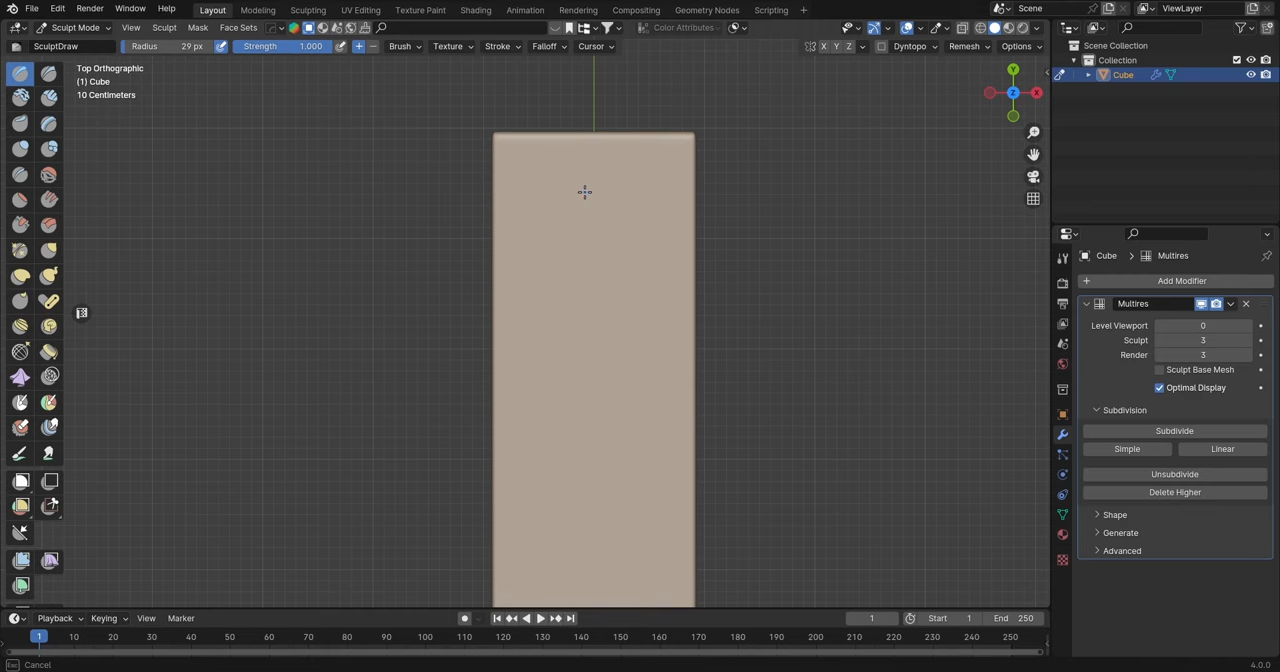 File Edit Render Window Help Layout Modeling Sculpting UV Editing Texture Paint Shading Animation Rendering Compositing Geometry Nodes Scripting Scene ViewLayer
Sculpt Mode View Sculpt Mask Face Sets Color Attributes
SculptDraw Radius 29 px Strength 1.000 Brush Texture Stroke Falloff Cursor X Y Z Dyntopo Remesh Options
Scene Collection
Collection
Cube
Top Orthographic
(1) Cube
10 Centimeters
Y
Z
X
Cube Multires
Add Modifier
Multires
Level Viewport 0
Sculpt 3
Render 3
Sculpt Base Mesh
Optimal Display
Subdivision
Subdivide
Simple Linear
Unsubdivide
Delete Higher
Shape
Generate
Advanced
Playback Keying View Marker 1 Start 1 End 250
1 10 20 30 40 50 60 70 80 90 100 110 120 130 140 150 160 170 180 190 200 210 220 230 240 250
Esc Cancel 4.0.0